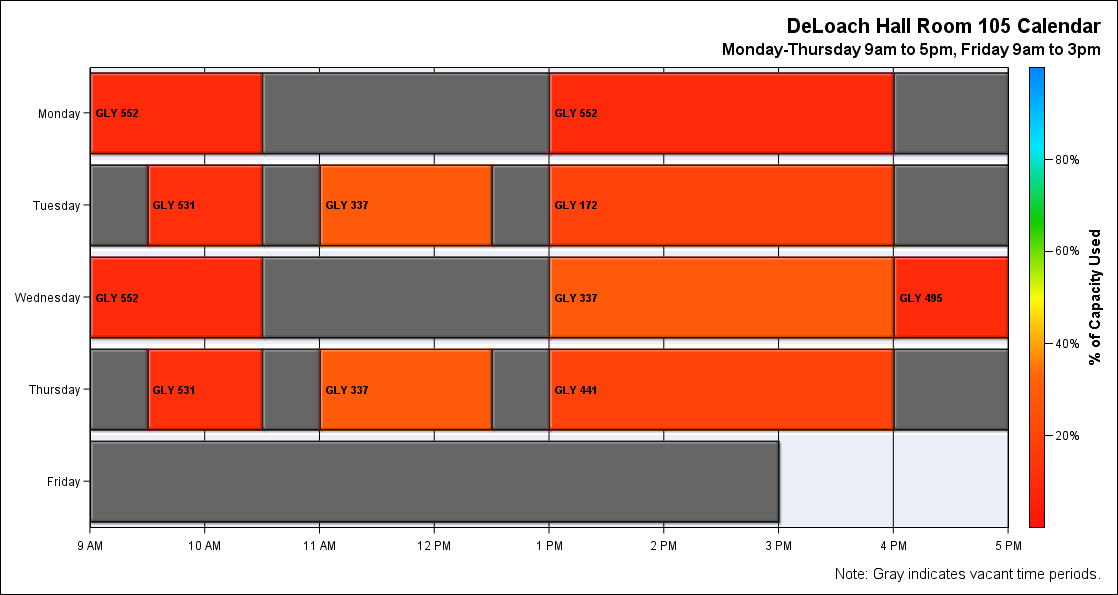 DeLoach Hall Room 105 Calendar
Monday-Thursday 9am to 5pm, Friday 9am to 3pm
Monday
GLY 552
GLY 552
Tuesday
GLY 531
GLY 337
GLY 172
Wednesday
GLY 552
GLY 337
GLY 495
Thursday
GLY 531
GLY 337
GLY 441
Friday
9 AM
10 AM
11 AM
12 PM
1 PM
2 PM
3 PM
4 PM
5 PM
80%
60%
40%
20%
% of Capacity Used
Note: Gray indicates vacant time periods.